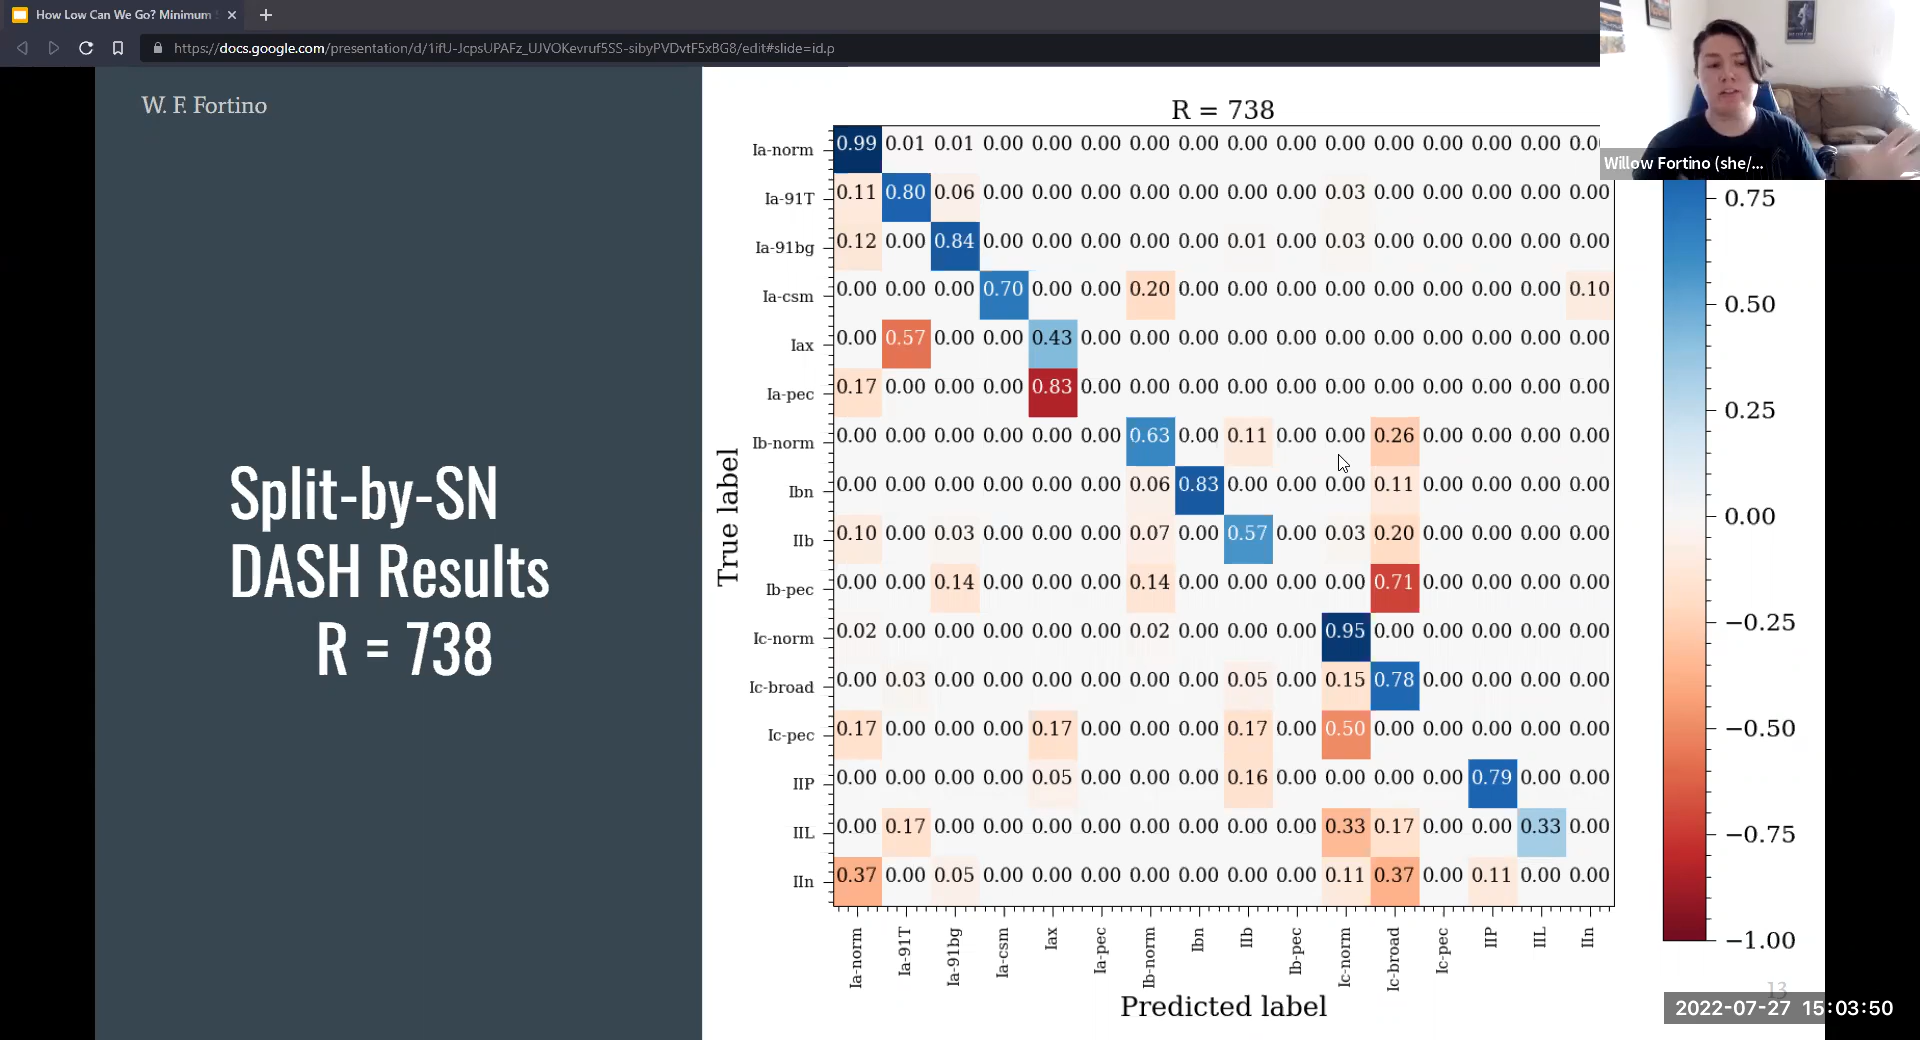 How Low Can We Go? Minimum
https://docs.google.com/presentation/d/1ifU-JcpsUPAFz_UJVOKevruf5SS-sibyPVDvtF5xBG8/edit#slide=id.p
W. F. Fortino
Split-by-SN
DASH Results
R = 738
R = 738
True label
Ia-norm 0.99 0.01 0.01 0.00 0.00 0.00 0.00 0.00 0.00 0.00 0.00 0.00 0.00 0.00 0.00 0.00
Ia-91T 0.11 0.80 0.06 0.00 0.00 0.00 0.00 0.00 0.00 0.00 0.03 0.00 0.00 0.00 0.00 0.00
Ia-91bg 0.12 0.00 0.84 0.00 0.00 0.00 0.00 0.00 0.01 0.00 0.03 0.00 0.00 0.00 0.00 0.00
Ia-csm 0.00 0.00 0.00 0.70 0.00 0.00 0.20 0.00 0.00 0.00 0.00 0.00 0.00 0.00 0.00 0.10
Iax 0.00 0.57 0.00 0.00 0.43 0.00 0.00 0.00 0.00 0.00 0.00 0.00 0.00 0.00 0.00 0.00
Ia-pec 0.17 0.00 0.00 0.00 0.83 0.00 0.00 0.00 0.00 0.00 0.00 0.00 0.00 0.00 0.00 0.00
Ib-norm 0.00 0.00 0.00 0.00 0.00 0.00 0.63 0.00 0.11 0.00 0.00 0.26 0.00 0.00 0.00 0.00
Ibn 0.00 0.00 0.00 0.00 0.00 0.00 0.06 0.83 0.00 0.00 0.00 0.11 0.00 0.00 0.00 0.00
IIb 0.10 0.00 0.03 0.00 0.00 0.00 0.07 0.00 0.57 0.00 0.03 0.20 0.00 0.00 0.00 0.00
Ib-pec 0.00 0.00 0.14 0.00 0.00 0.00 0.14 0.00 0.00 0.00 0.00 0.71 0.00 0.00 0.00 0.00
Ic-norm 0.02 0.00 0.00 0.00 0.00 0.00 0.02 0.00 0.00 0.00 0.95 0.00 0.00 0.00 0.00 0.00
Ic-broad 0.00 0.03 0.00 0.00 0.00 0.00 0.00 0.00 0.05 0.00 0.15 0.78 0.00 0.00 0.00 0.00
Ic-pec 0.17 0.00 0.00 0.00 0.17 0.00 0.00 0.00 0.17 0.00 0.50 0.00 0.00 0.00 0.00 0.00
IIP 0.00 0.00 0.00 0.00 0.05 0.00 0.00 0.00 0.16 0.00 0.00 0.00 0.00 0.79 0.00 0.00
IIL 0.00 0.17 0.00 0.00 0.00 0.00 0.00 0.00 0.00 0.00 0.33 0.17 0.00 0.00 0.33 0.00
IIn 0.37 0.00 0.05 0.00 0.00 0.00 0.00 0.00 0.00 0.00 0.11 0.37 0.00 0.11 0.00 0.00
Ia-norm Ia-91T Ia-91bg Ia-csm Iax Ia-pec Ib-norm Ibn IIb Ib-pec Ic-norm Ic-broad Ic-pec IIP IIL IIn
Predicted label
Willow Fortino (she/...
0.75
0.50
0.25
0.00
−0.25
−0.50
−0.75
−1.00
13
2022-07-27 15:03:50